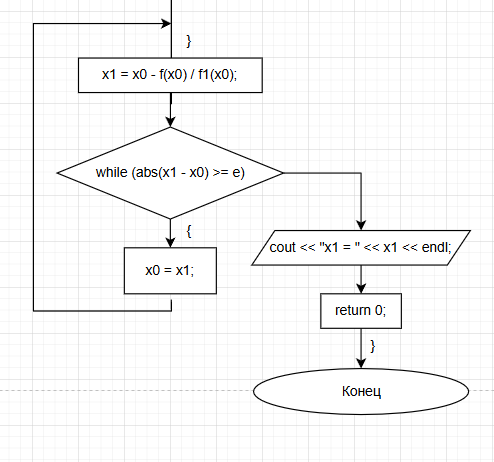 }
x1 = x0 - f(x0) / f1(x0);
while (abs(x1 - x0) >= e)
{
x0 = x1;
cout << "x1 = " << x1 << endl;
return 0;
}
Конец